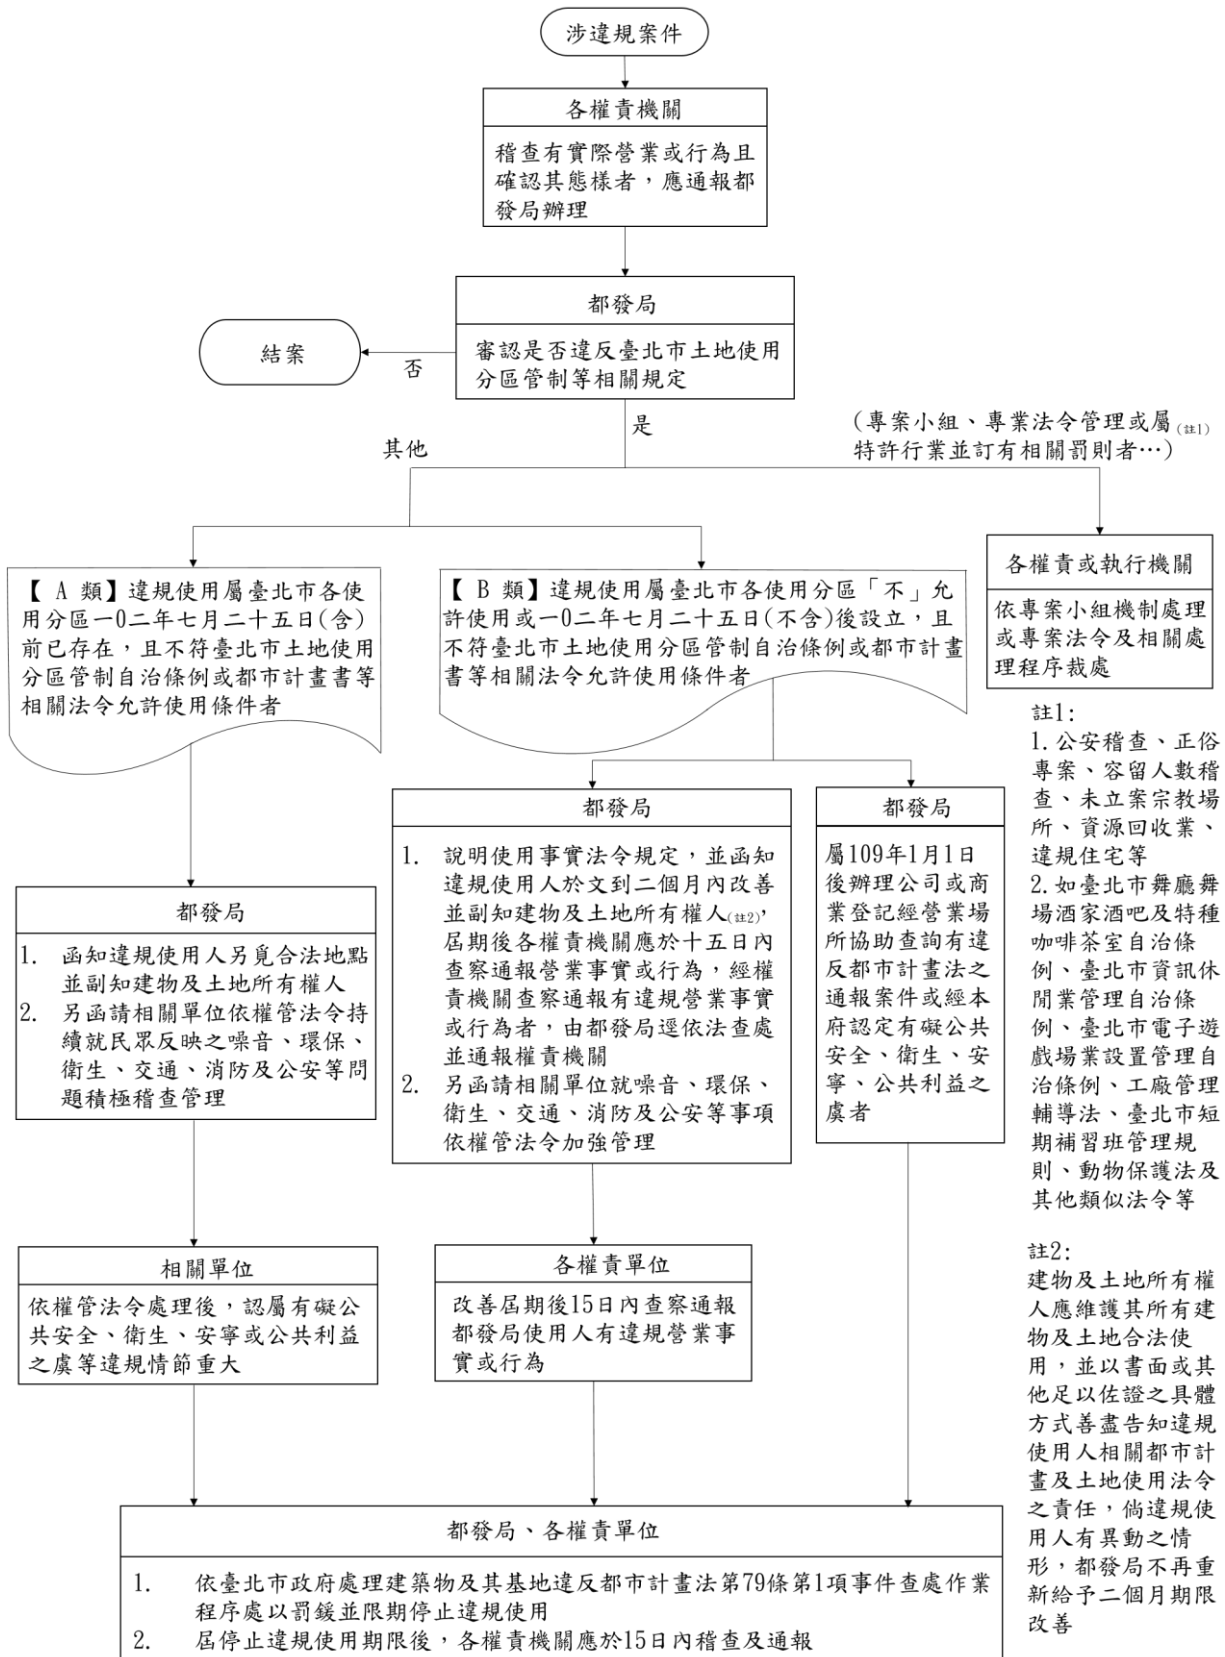 涉違規案件
各權責機關
稽查有實際營業或行為且
確認其態樣者，應通報都
發局辦理
都發局
審認是否違反臺北市土地使用
分區管制等相關規定
結案
否
是
其他
(專案小組、專業法令管理或屬(註1)
特許行業並訂有相關罰則者…)
【 A 類】違規使用屬臺北市各使
用分區一0二年七月二十五日(含)
前已存在，且不符臺北市土地使用
分區管制自治條例或都市計畫書等
相關法令允許使用條件者
【 B 類】違規使用屬臺北市各使用分區「不」允
許使用或一0二年七月二十五日(不含)後設立，且
不符臺北市土地使用分區管制自治條例或都市計畫
書等相關法令允許使用條件者
各權責或執行機關
依專案小組機制處理
或專案法令及相關處
理程序裁處
都發局
1. 函知違規使用人另覓合法地點
並副知建物及土地所有權人
2. 另函請相關單位依權管法令持
續就民眾反映之噪音、環保、
衛生、交通、消防及公安等問
題積極稽查管理
都發局
1. 說明使用事實法令規定，並函知
違規使用人於文到二個月內改善
並副知建物及土地所有權人(註2)，
屆期後各權責機關應於十五日內
查察通報營業事實或行為，經權
責機關查察通報有違規營業事實
或行為者，由都發局逕依法查處
並通報權責機關
2. 另函請相關單位就噪音、環保、
衛生、交通、消防及公安等事項
依權管法令加強管理
都發局
屬109年1月1日
後辦理公司或商
業登記經營業場
所協助查詢有違
反都市計畫法之
通報案件或經本
府認定有礙公共
安全、衛生、安
寧、公共利益之
虞者
相關單位
依權管法令處理後，認屬有礙公
共安全、衛生、安寧或公共利益
之虞等違規情節重大
各權責單位
改善屆期後15日內查察通報
都發局使用人有違規營業事
實或行為
都發局、各權責單位
1. 依臺北市政府處理建築物及其基地違反都市計畫法第79條第1項事件查處作業
程序處以罰鍰並限期停止違規使用
2. 屆停止違規使用期限後，各權責機關應於15日內稽查及通報
註1:
1.公安稽查、正俗
專案、容留人數稽
查、未立案宗教場
所、資源回收業、
違規住宅等
2.如臺北市舞廳舞
場酒家酒吧及特種
咖啡茶室自治條
例、臺北市資訊休
閒業管理自治條
例、臺北市電子遊
戲場業設置管理自
治條例、工廠管理
輔導法、臺北市短
期補習班管理規
則、動物保護法及
其他類似法令等
註2:
建物及土地所有權
人應維護其所有建
物及土地合法使
用，並以書面或其
他足以佐證之具體
方式善盡告知違規
使用人相關都市計
畫及土地使用法令
之責任，倘違規使
用人有異動之情
形，都發局不再重
新給予二個月期限
改善